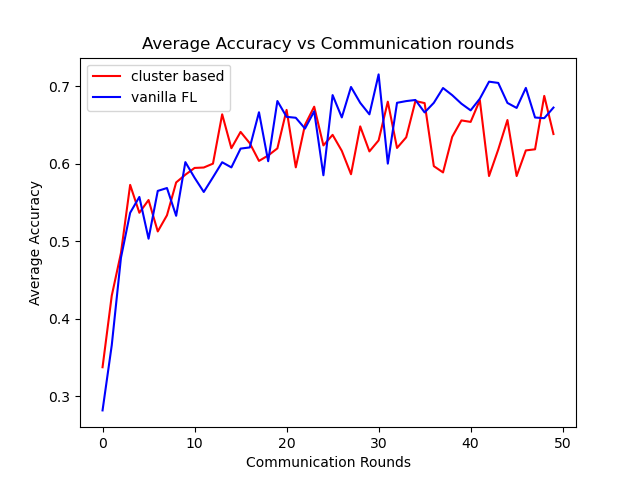 Average Accuracy vs Communication rounds
cluster based
vanilla FL
0.7
0.6
0.5
0.4
0.3
Average Accuracy
0 10 20 30 40 50
Communication Rounds